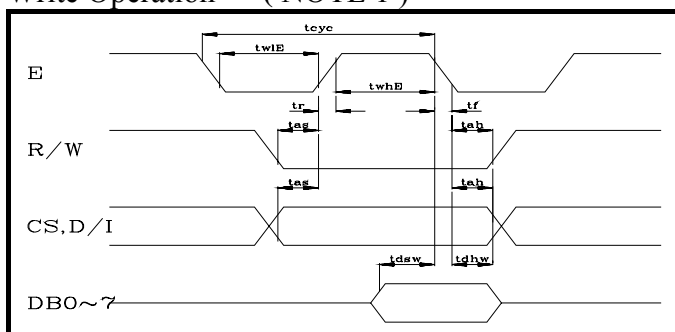 Write Operation ( NOTE 1 )
tcyc
twlE
E
twhE
tr
tf
tas
tah
R/W
tas
tah
CS,D/I
tdsw
tdhw
DB0~7